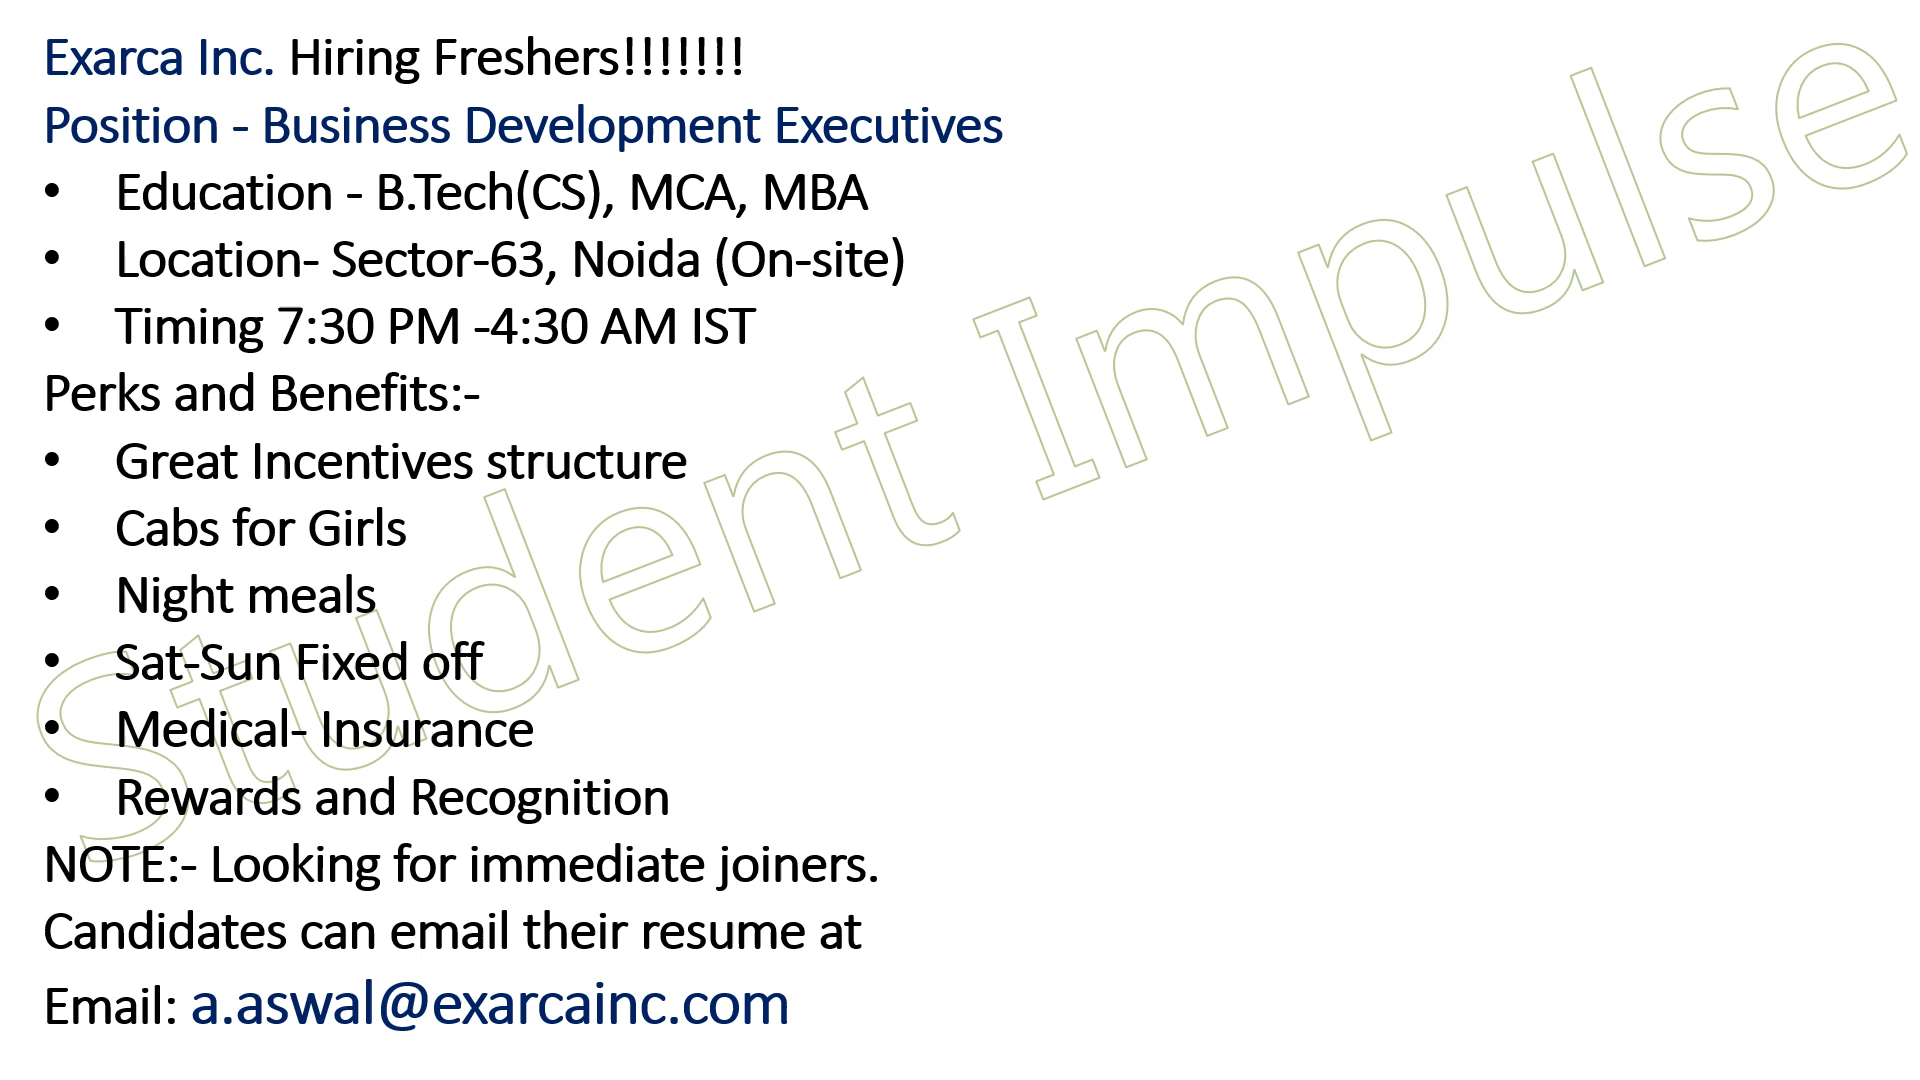 Exarca Inc. Hiring Freshers!!!!!!!
Position - Business Development Executives
• Education - B.Tech(CS), MCA, MBA
• Location- Sector-63, Noida (On-site)
• Timing 7:30 PM -4:30 AM IST
Perks and Benefits:-
• Great Incentives structure
• Cabs for Girls
• Night meals
• Sat-Sun Fixed off
• Medical- Insurance
• Rewards and Recognition
NOTE:- Looking for immediate joiners.
Candidates can email their resume at
Email: a.aswal@exarcainc.com
Student Impulse